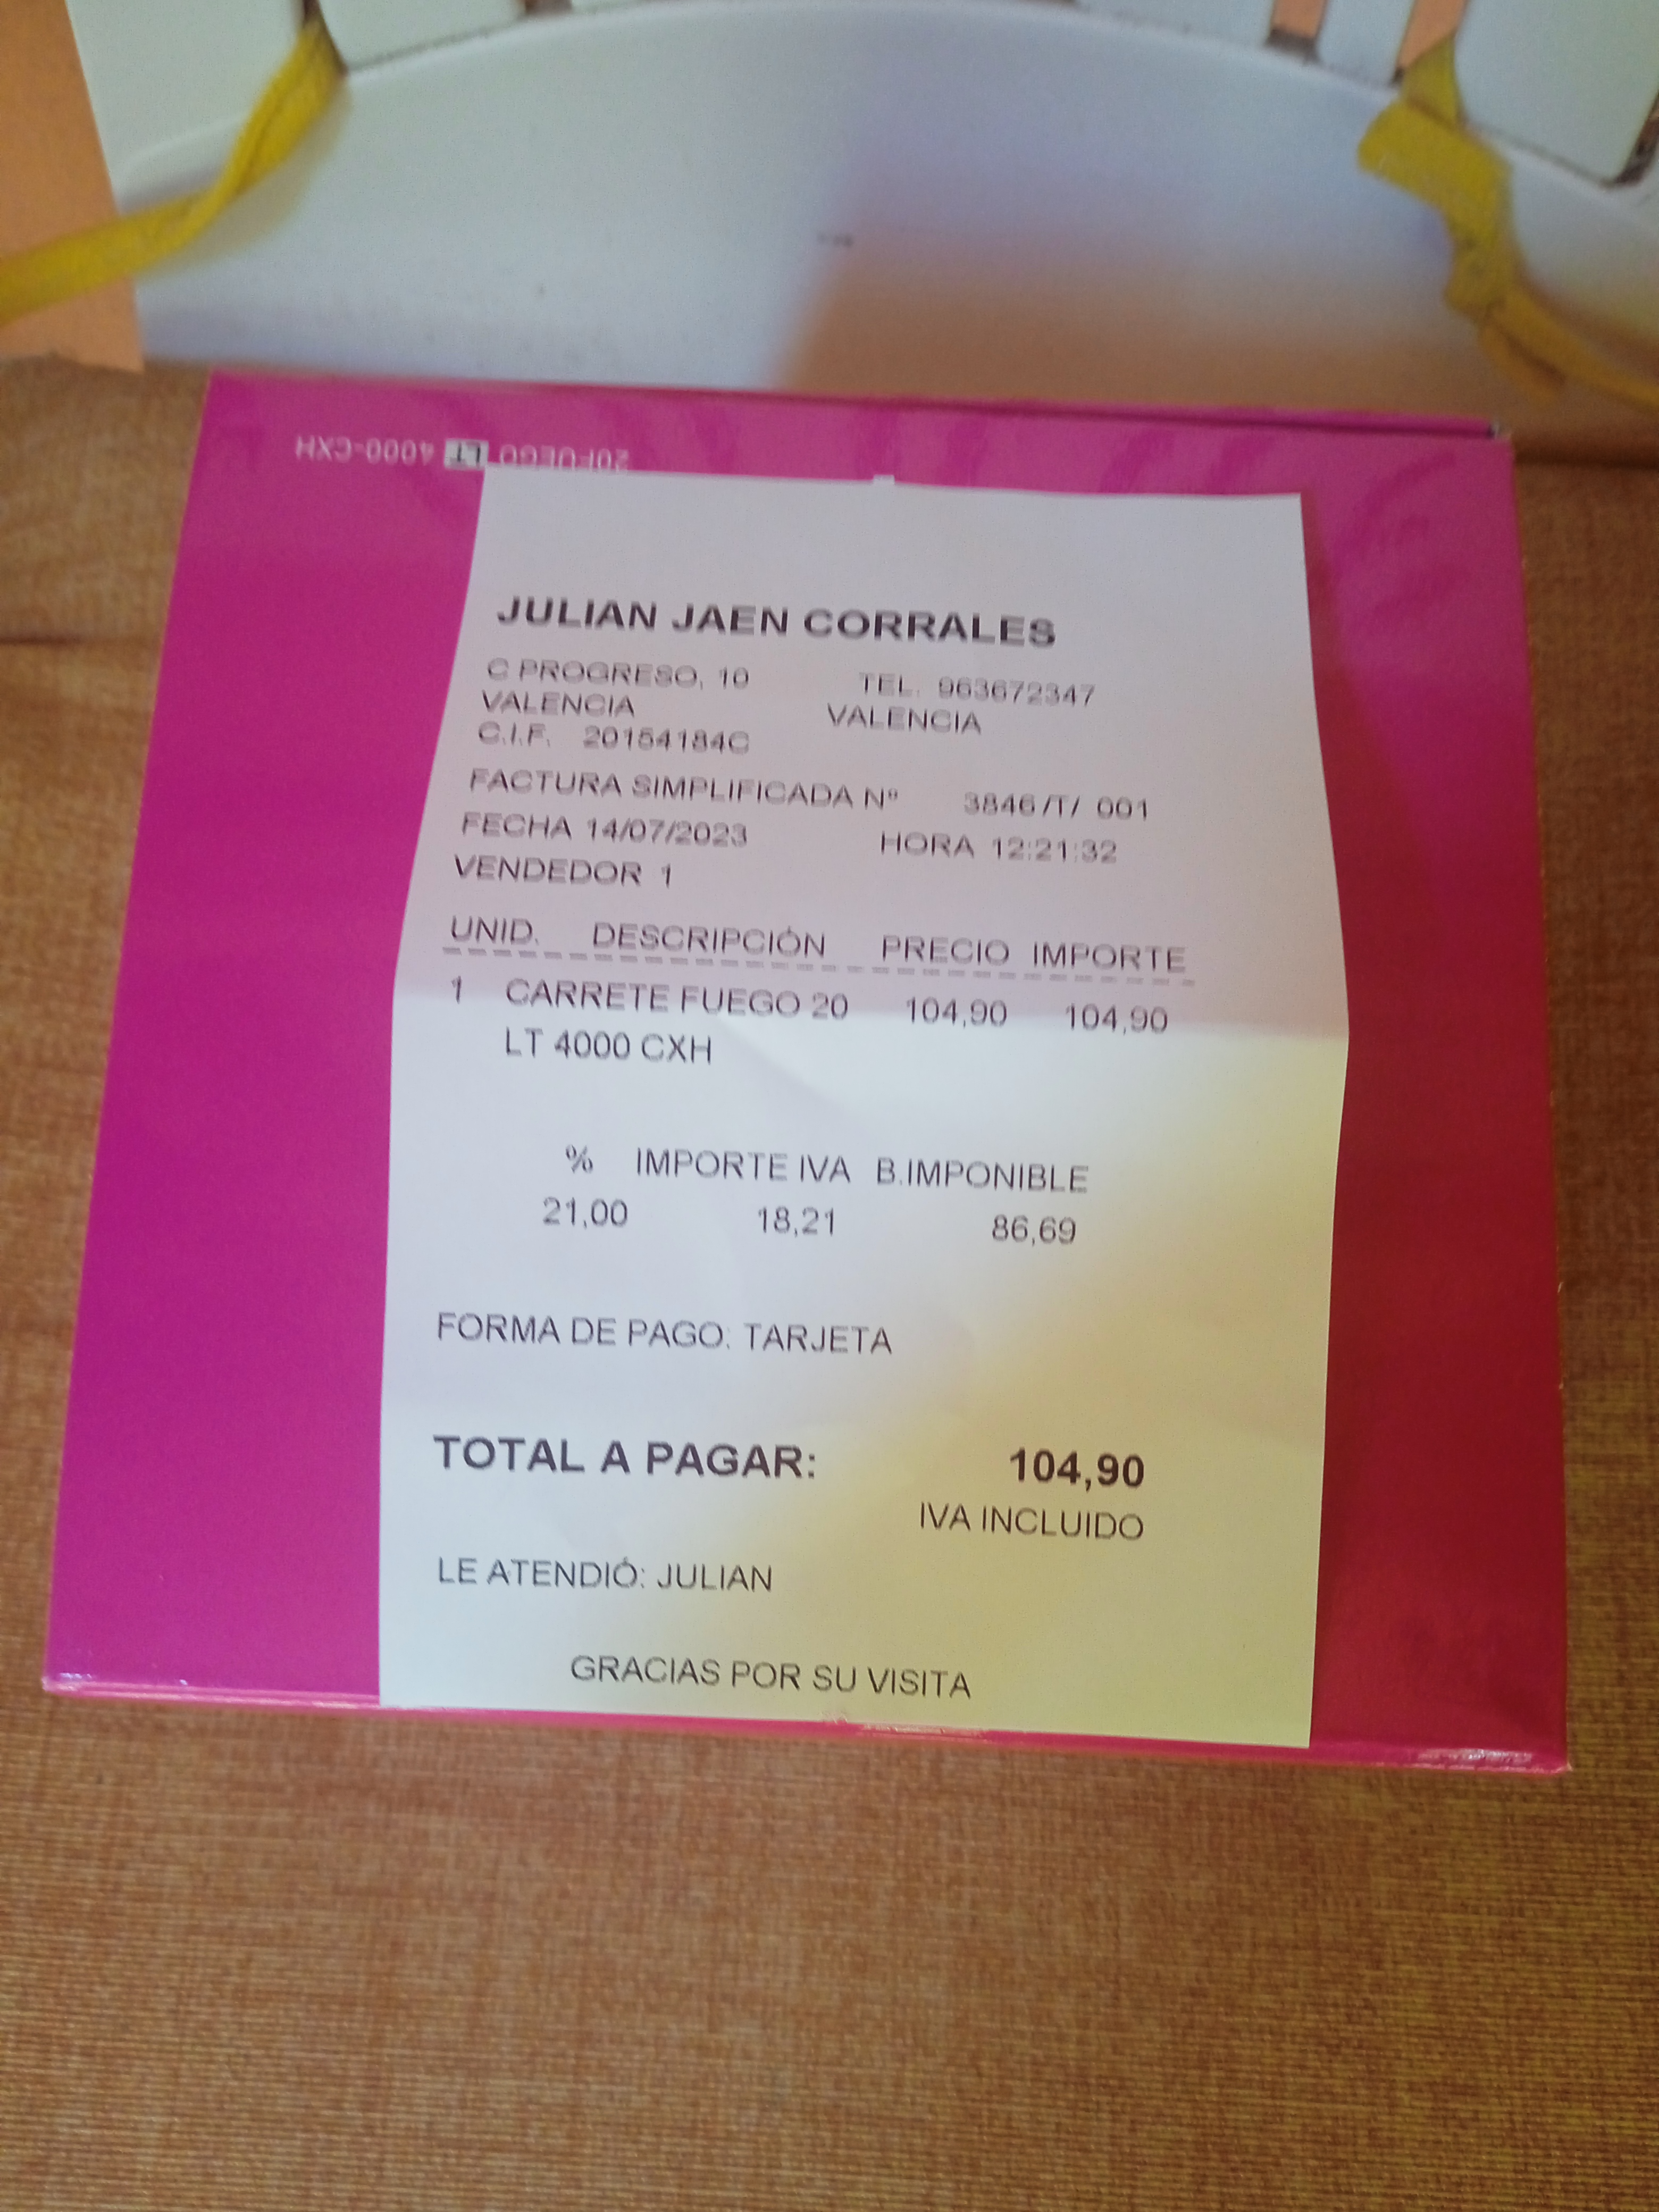 20FUEGO LT 4000-CXH
JULIAN JAEN CORRALES
C PROGRESO, 10 TEL. 963672347
VALENCIA VALENCIA
C.I.F. 20154184C
FACTURA SIMPLIFICADA Nº 3846 /T/ 001
FECHA 14/07/2023 HORA 12:21:32
VENDEDOR 1
UNID. DESCRIPCIÓN PRECIO IMPORTE
1 CARRETE FUEGO 20 104,90 104,90
LT 4000 CXH
% IMPORTE IVA B.IMPONIBLE
21,00 18,21 86,69
FORMA DE PAGO: TARJETA
TOTAL A PAGAR: 104,90
IVA INCLUIDO
LE ATENDIÓ: JULIAN
GRACIAS POR SU VISITA